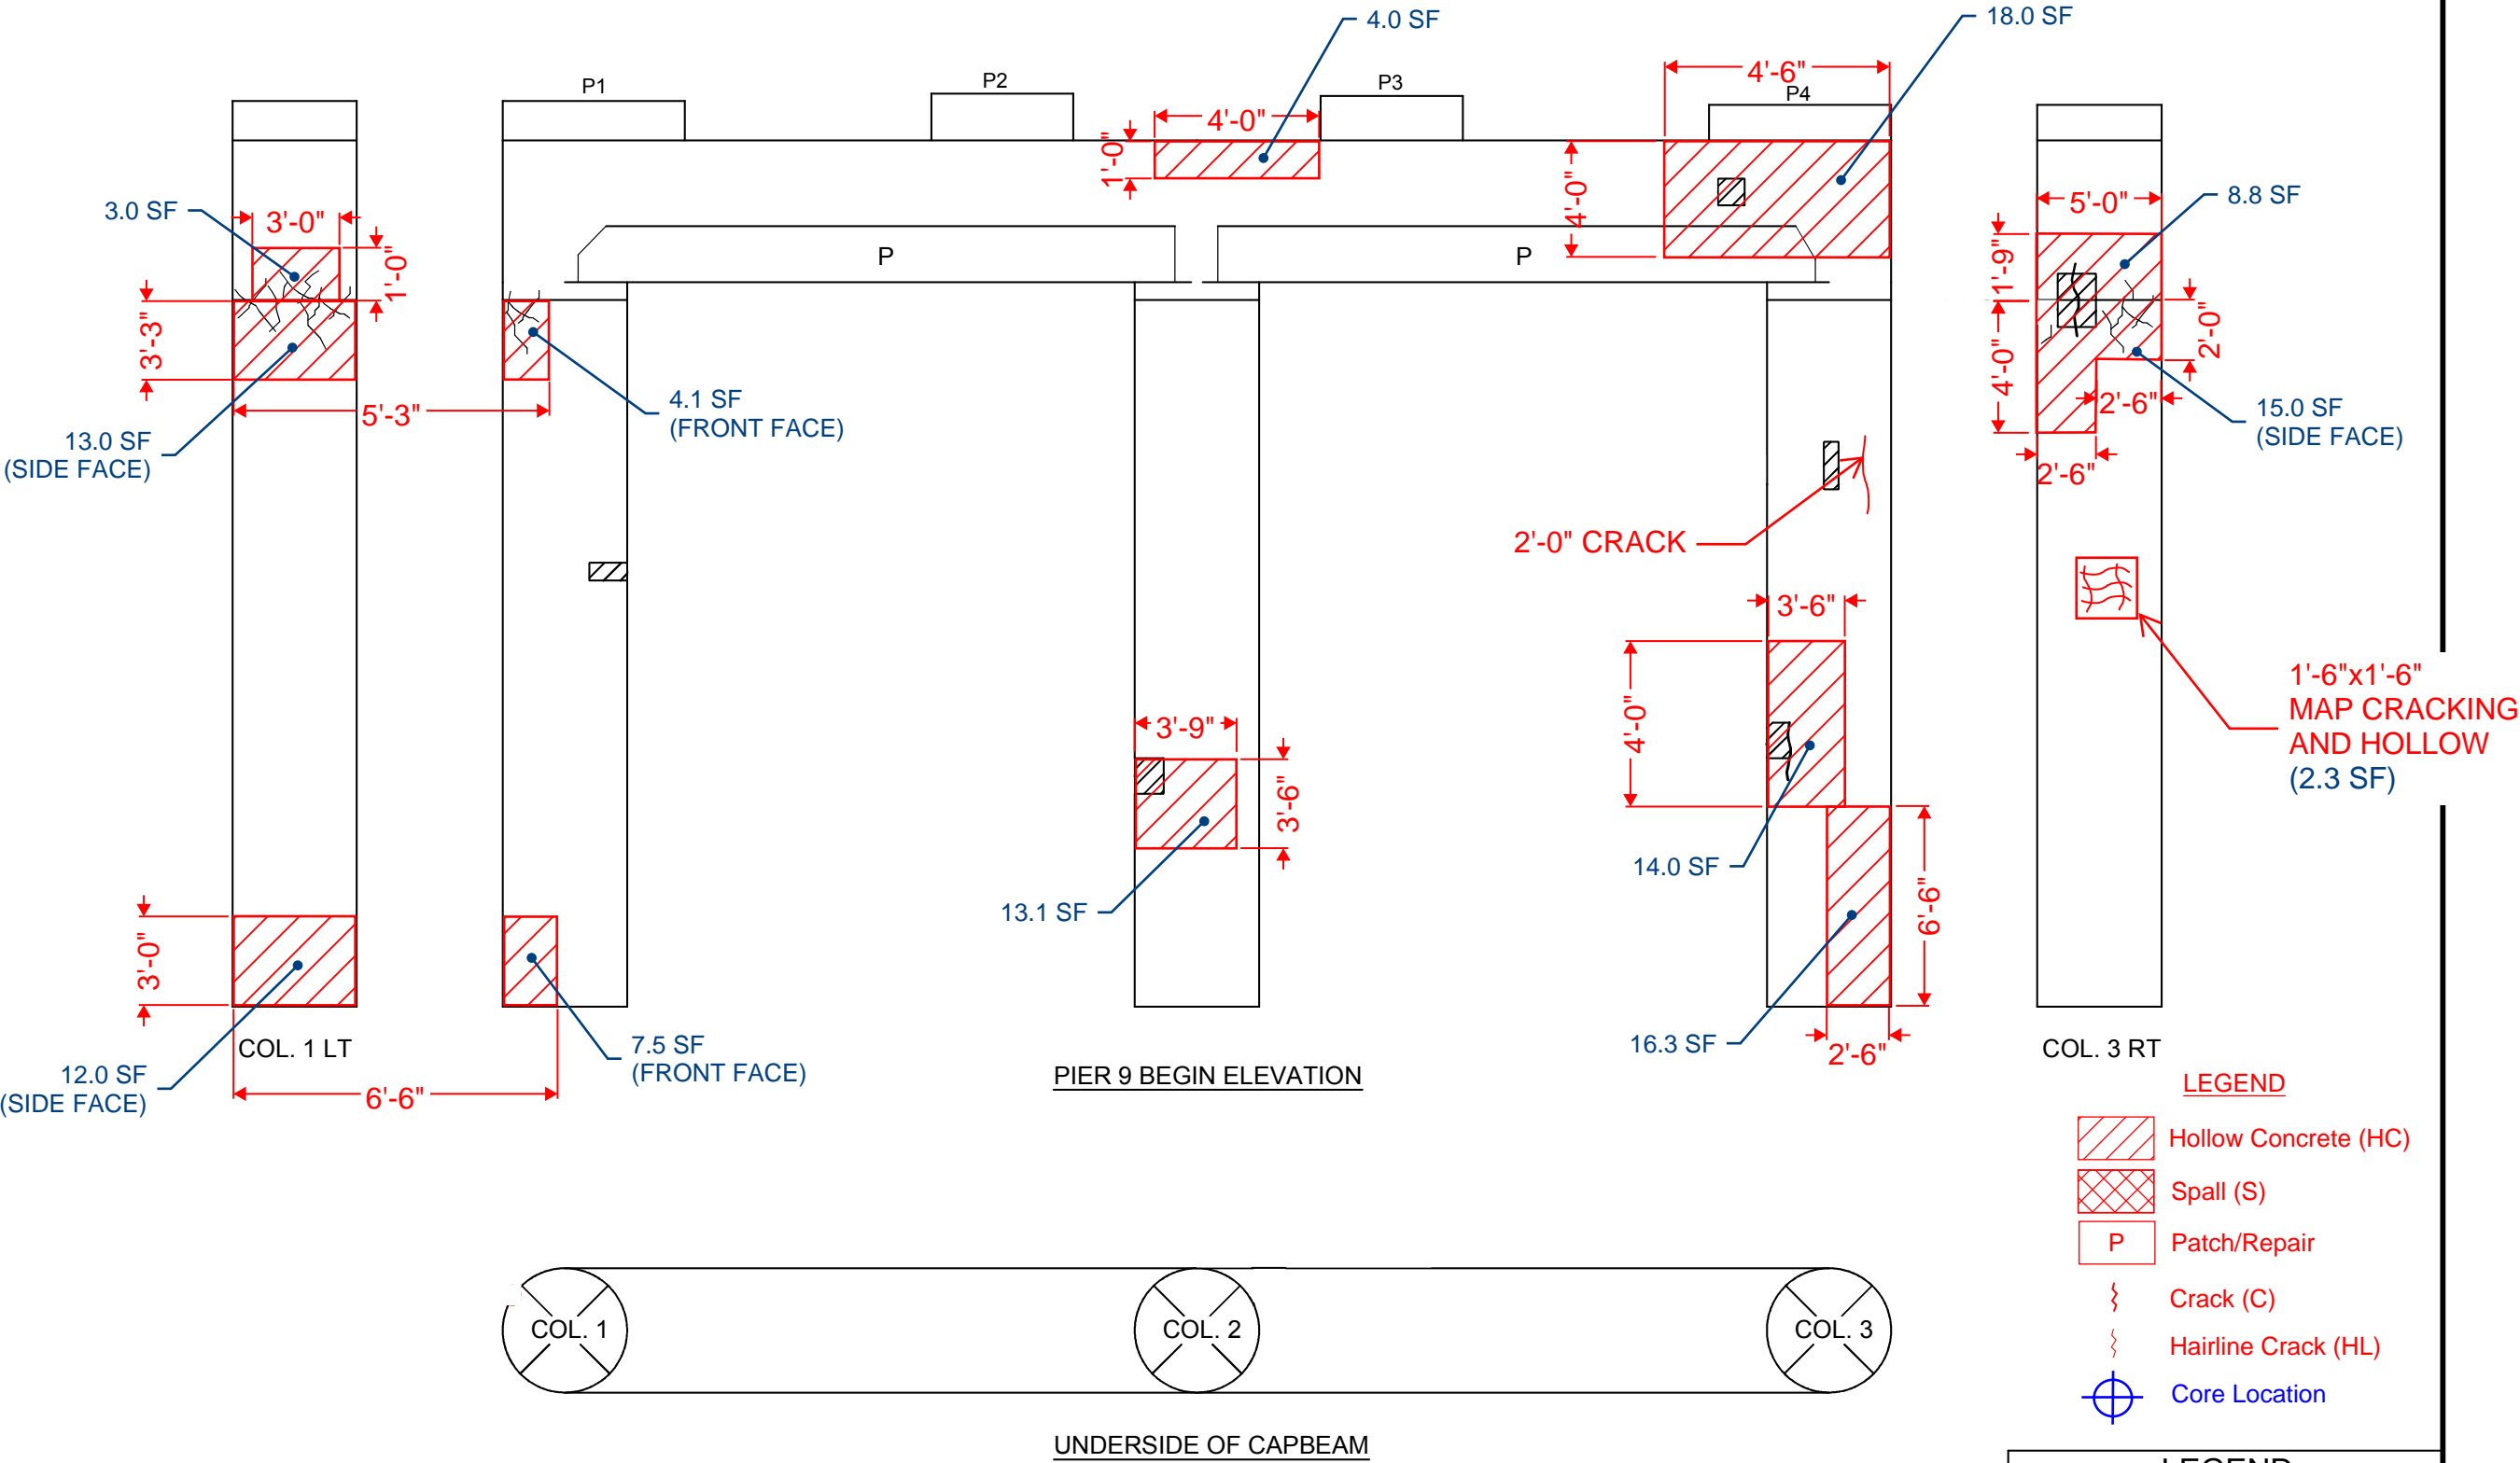 4.0 SF
18.0 SF
P1
P2
P3
4'-6"
P4
4'-0"
1'-0"
4'-0"
3.0 SF
3'-0"
1'-0"
3'-3"
5'-3"
13.0 SF
(SIDE FACE)
4.1 SF
(FRONT FACE)
P
P
5'-0"
8.8 SF
1'-9"
4'-0"
2'-0"
2'-6"
2'-6"
15.0 SF
(SIDE FACE)
2'-0" CRACK
3'-6"
4'-0"
1'-6"x1'-6"
MAP CRACKING
AND HOLLOW
(2.3 SF)
3'-9"
3'-6"
13.1 SF
14.0 SF
6'-6"
16.3 SF
2'-6"
3'-0"
COL. 1 LT
12.0 SF
(SIDE FACE)
6'-6"
7.5 SF
(FRONT FACE)
PIER 9 BEGIN ELEVATION
COL. 3 RT
LEGEND
Hollow Concrete (HC)
Spall (S)
P Patch/Repair
Crack (C)
Hairline Crack (HL)
Core Location
COL. 1
COL. 2
COL. 3
UNDERSIDE OF CAPBEAM
LEGEND